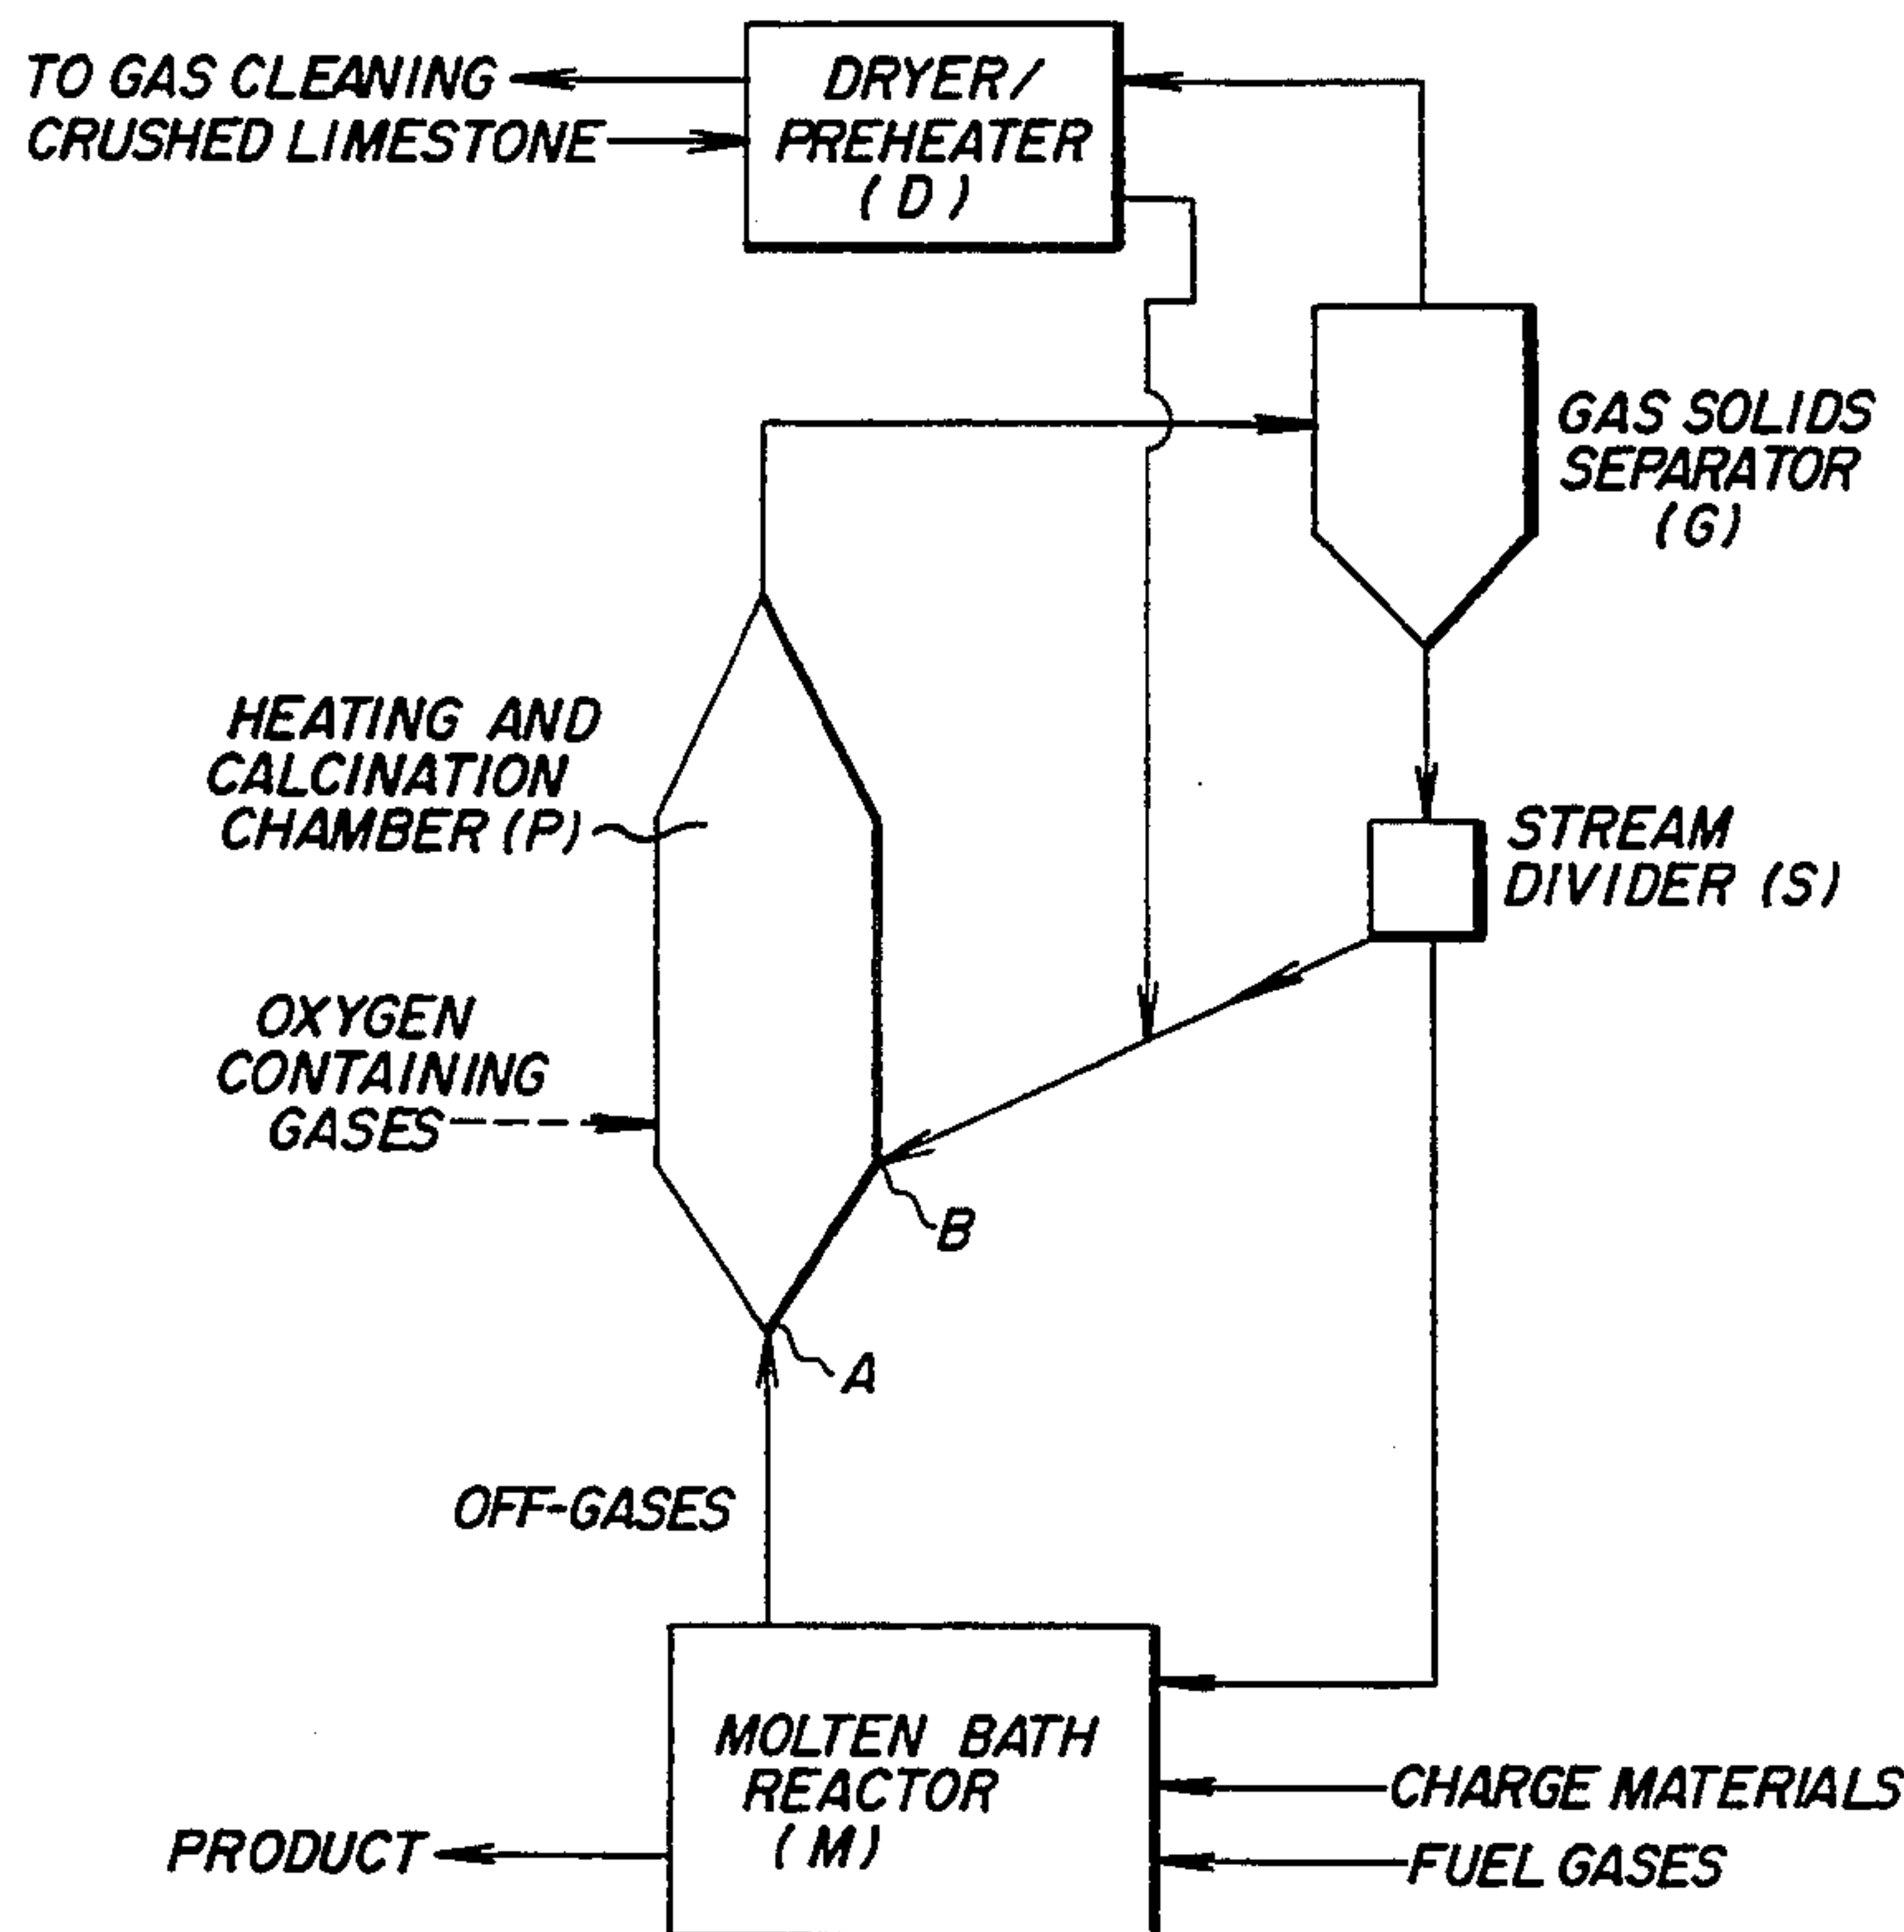 TO GAS CLEANING
CRUSHED LIMESTONE
DRYER/
PREHEATER
(D)
GAS SOLIDS
SEPARATOR
(G)
HEATING AND
CALCINATION
CHAMBER (P)
STREAM
DIVIDER (S)
OXYGEN
CONTAINING
GASES
B
A
OFF-GASES
MOLTEN BATH
REACTOR
(M)
CHARGE MATERIALS
FUEL GASES
PRODUCT